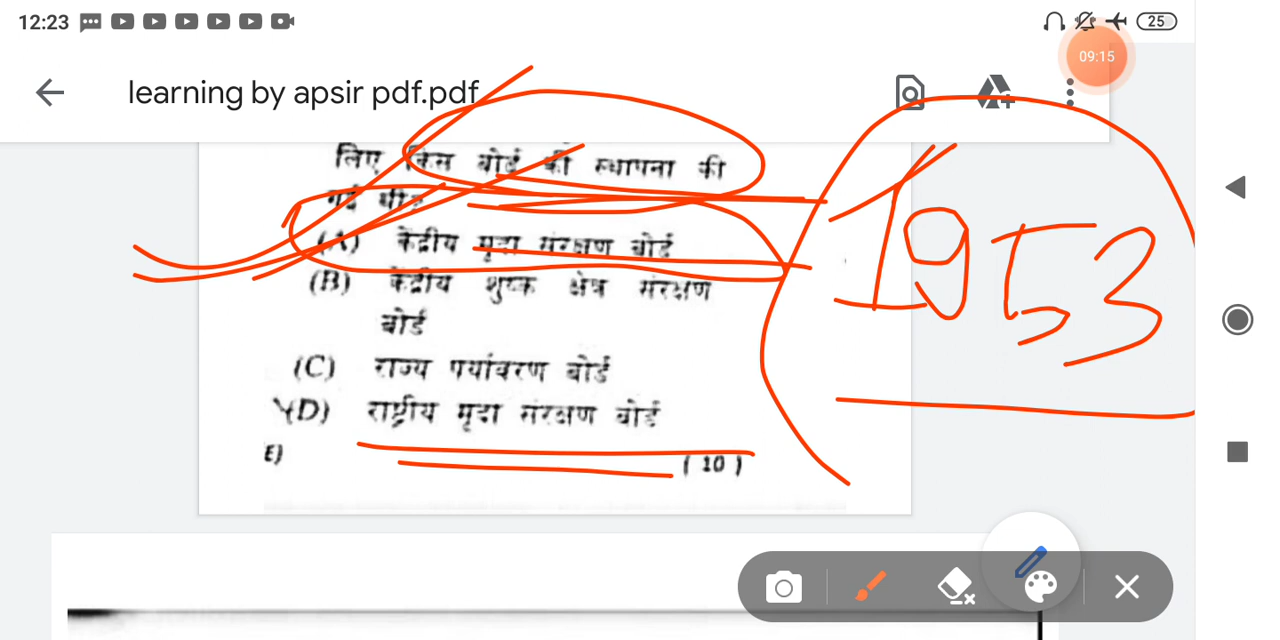 12:23
25
09:15
learning by apsir pdf.pdf
लिए किस बोर्ड की स्थापना की
गई थी?
(A) केंद्रीय मृदा संरक्षण बोर्ड
1953
(B) केंद्रीय शुष्क क्षेत्र संरक्षण
बोर्ड
(C) राज्य पर्यावरण बोर्ड
(D) राष्ट्रीय मृदा संरक्षण बोर्ड
E)
( 10 )